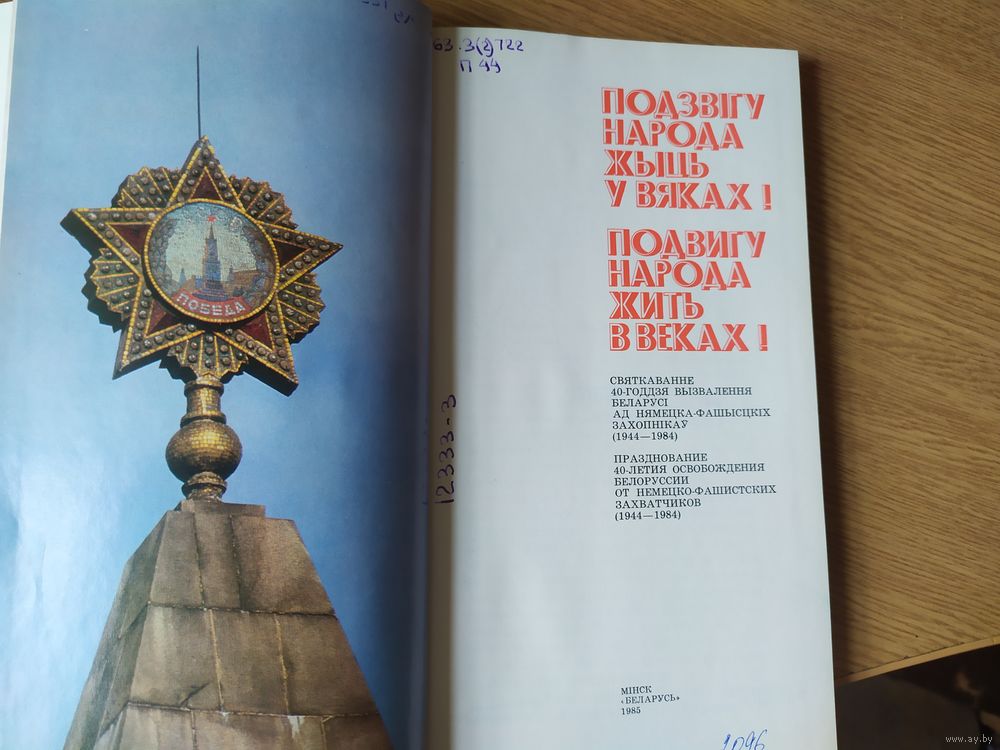 63.3(2)722
П 44
ПОДЗВІГУ
НАРОДА
ЖЫЦЬ
У ВЯКАХ !
ПОДВИГУ
НАРОДА
ЖИТЬ
В ВЕКАХ !
СВЯТКАВАННЕ
40-ГОДДЗЯ ВЫЗВАЛЕННЯ
БЕЛАРУСІ
АД НЯМЕЦКА-ФАШЫСЦКІХ
ЗАХОПНІКАЎ
(1944—1984)
ПРАЗДНОВАНИЕ
40-ЛЕТИЯ ОСВОБОЖДЕНИЯ
БЕЛОРУССИИ
ОТ НЕМЕЦКО-ФАШИСТСКИХ
ЗАХВАТЧИКОВ
(1944—1984)
МІНСК
«БЕЛАРУСЬ»
1985
ПОБЕДА
12333-3
www.ay.by